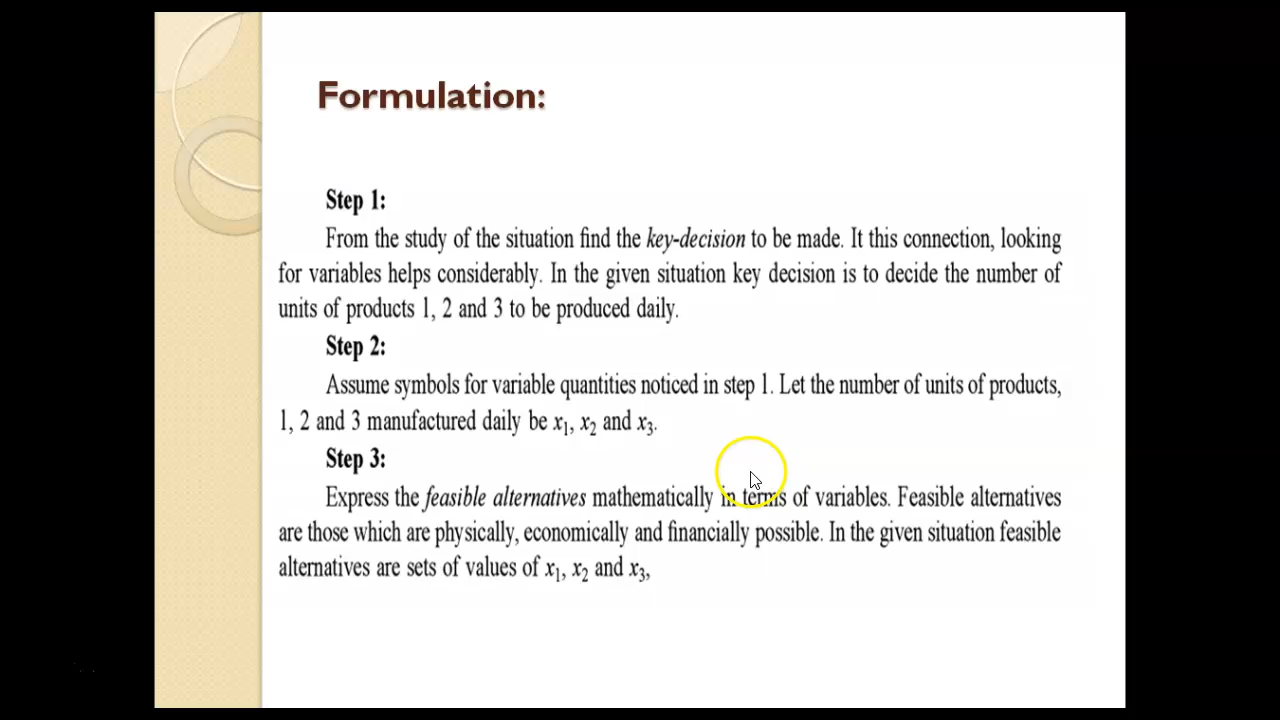 Formulation:
Step 1:
From the study of the situation find the key-decision to be made. It this connection, looking
for variables helps considerably. In the given situation key decision is to decide the number of
units of products 1, 2 and 3 to be produced daily.
Step 2:
Assume symbols for variable quantities noticed in step 1. Let the number of units of products,
1, 2 and 3 manufactured daily be x₁, x₂ and x₃.
Step 3:
Express the feasible alternatives mathematically in terms of variables. Feasible alternatives
are those which are physically, economically and financially possible. In the given situation feasible
alternatives are sets of values of x₁, x₂ and x₃,